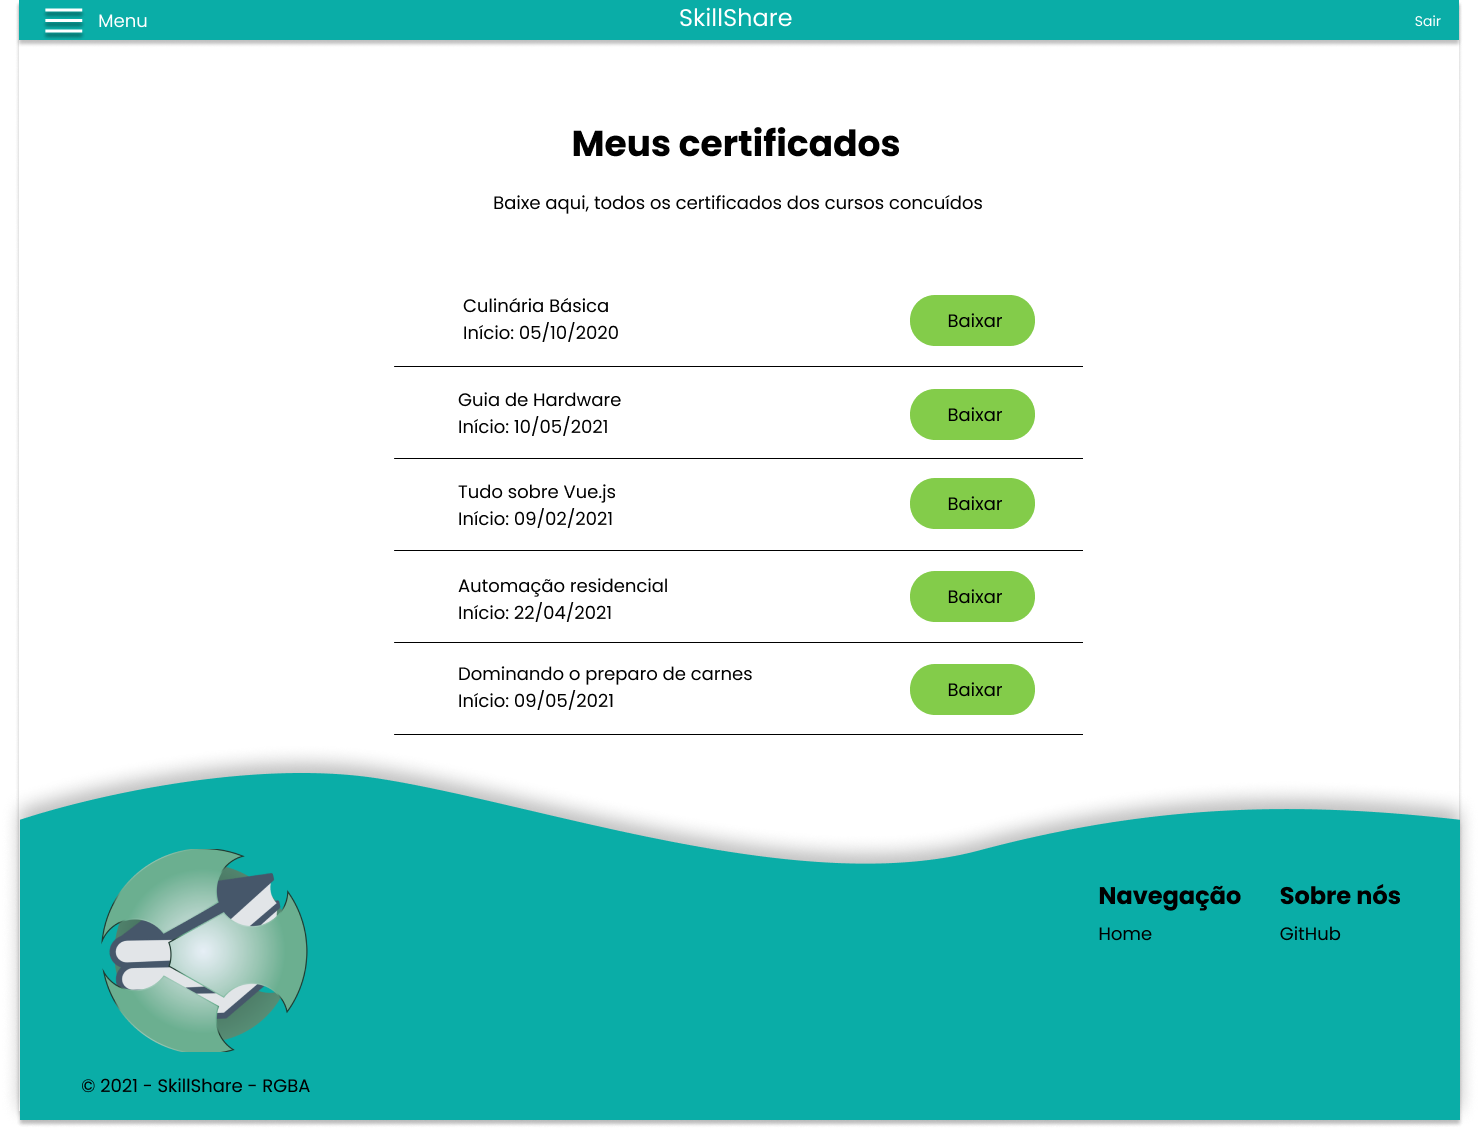 Menu
SkillShare
Sair
Meus certificados
Baixe aqui, todos os certificados dos cursos concuídos
Culinária Básica
Início: 05/10/2020
Baixar
Guia de Hardware
Início: 10/05/2021
Baixar
Tudo sobre Vue.js
Início: 09/02/2021
Baixar
Automação residencial
Início: 22/04/2021
Baixar
Dominando o preparo de carnes
Início: 09/05/2021
Baixar
Navegação
Home
Sobre nós
GitHub
© 2021 - SkillShare - RGBA